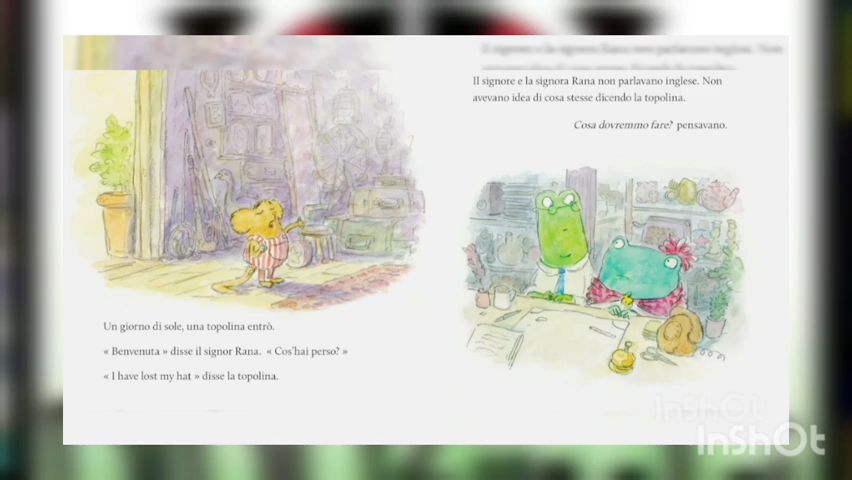 Un giorno di sole, una topolina entrò.
« Benvenuta » disse il signor Rana. « Cos'hai perso? »
« I have lost my hat » disse la topolina.
Il signore e la signora Rana non parlavano inglese. Non
avevano idea di cosa stesse dicendo la topolina.
Cosa dovremmo fare? pensavano.
InShOt
InShOt